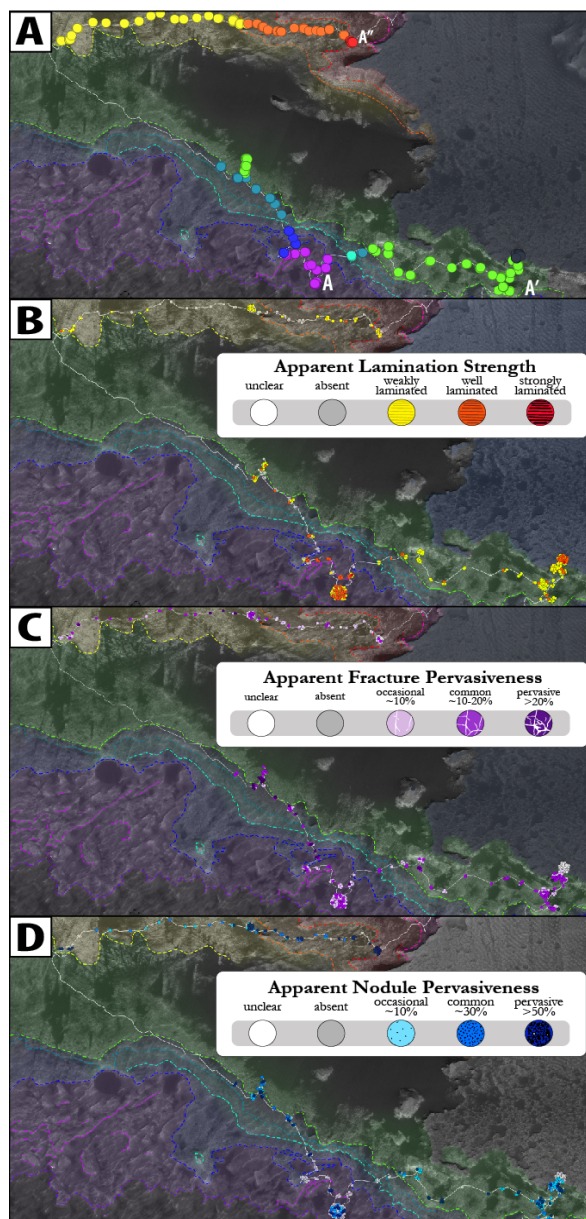 A
A″
A
A′
B
Apparent Lamination Strength
unclear
absent
weakly
laminated
well
laminated
strongly
laminated
C
Apparent Fracture Pervasiveness
unclear
absent
occasional
~10%
common
~10-20%
pervasive
>20%
D
Apparent Nodule Pervasiveness
unclear
absent
occasional
~10%
common
~30%
pervasive
>50%